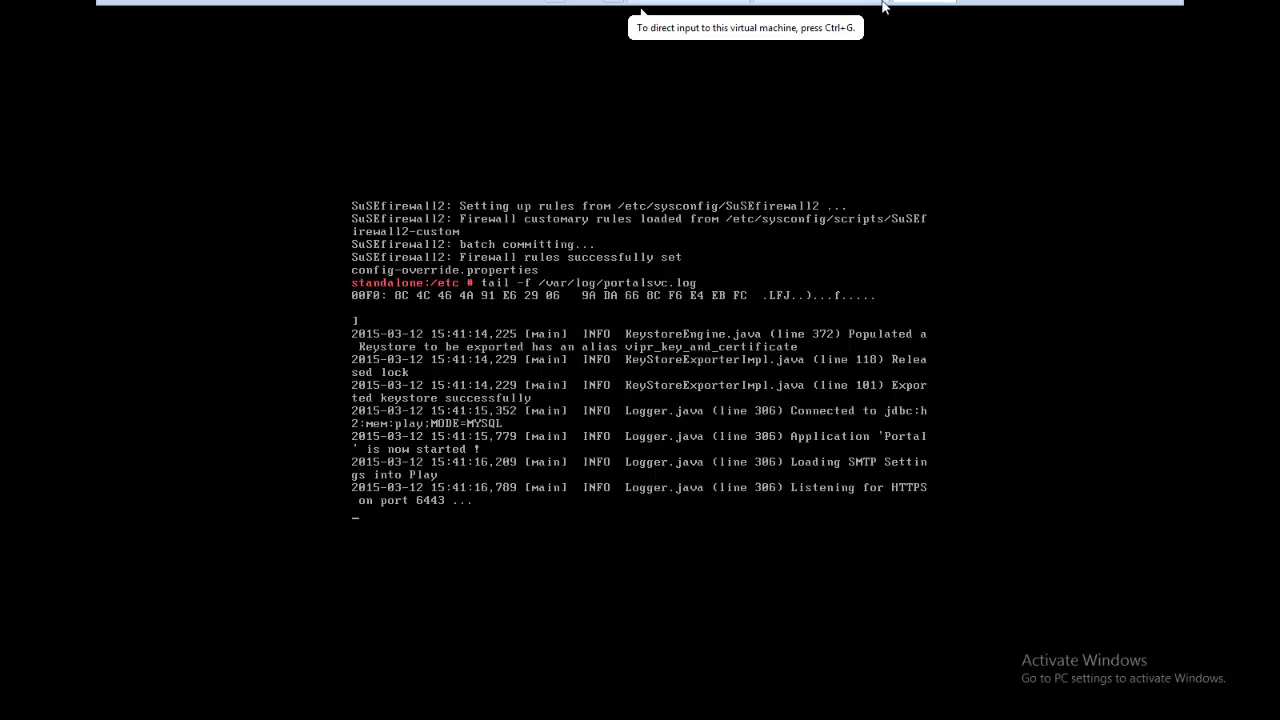 To direct input to this virtual machine, press Ctrl+G.
SuSEfirewall2: Setting up rules from /etc/sysconfig/SuSEfirewall2 ...
SuSEfirewall2: Firewall customary rules loaded from /etc/sysconfig/scripts/SuSEf
irewall2-custom
SuSEfirewall2: batch committing...
SuSEfirewall2: Firewall rules successfully set
config-override.properties
standalone:/etc # tail -f /var/log/portalsvc.log
00F0: 8C 4C 46 4A 91 E6 29 06   9A DA 66 8C F6 E4 EB FC  .LFJ..)...f.....
]
2015-03-12 15:41:14,225 [main]  INFO  KeystoreEngine.java (line 372) Populated a
 Keystore to be exported has an alias vipr_key_and_certificate
2015-03-12 15:41:14,229 [main]  INFO  KeyStoreExporterImpl.java (line 118) Relea
sed lock
2015-03-12 15:41:14,229 [main]  INFO  KeyStoreExporterImpl.java (line 101) Expor
ted keystore successfully
2015-03-12 15:41:15,352 [main]  INFO  Logger.java (line 306) Connected to jdbc:h
2:mem:play;MODE=MYSQL
2015-03-12 15:41:15,779 [main]  INFO  Logger.java (line 306) Application 'Portal
' is now started !
2015-03-12 15:41:16,209 [main]  INFO  Logger.java (line 306) Loading SMTP Settin
gs into Play
2015-03-12 15:41:16,789 [main]  INFO  Logger.java (line 306) Listening for HTTPS
 on port 6443 ...
_
Activate Windows
Go to PC settings to activate Windows.